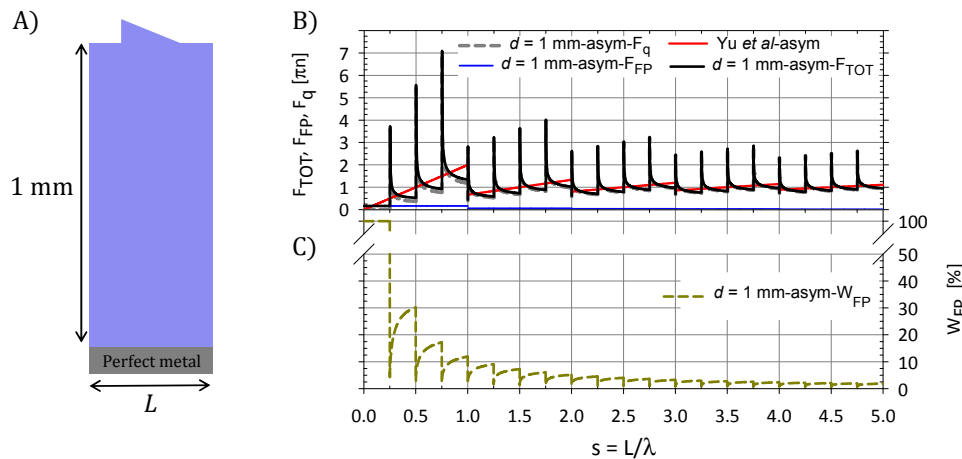 A)
1 mm
Perfect metal
L
B)
d = 1 mm-asym-Fq
Yu et al-asym
d = 1 mm-asym-FFP
d = 1 mm-asym-FTOT
FTOT, FFP, Fq [πn]
7
6
5
4
3
2
1
0
C)
100
50
40
30
20
10
0
d = 1 mm-asym-WFP
WFP [%]
0.0 0.5 1.0 1.5 2.0 2.5 3.0 3.5 4.0 4.5 5.0
s = L/λ